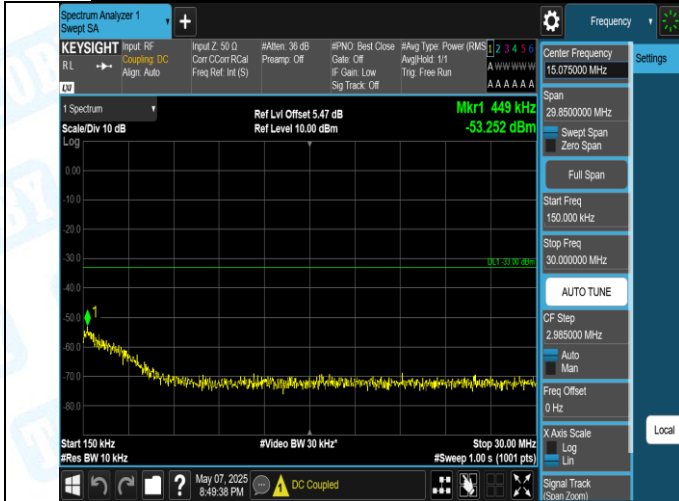 Spectrum Analyzer 1
Swept SA
Frequency
KEYSIGHT
Input: RF
Coupling: DC
Align: Auto
Input Z: 50 Ω
Corr CCorr RCal
Freq Ref: Int (S)
#Atten: 36 dB
Preamp: Off
#PNO: Best Close
Gate: Off
IF Gain: Low
Sig Track: Off
#Avg Type: Power (RMS
Avg|Hold: 1/1
Trig: Free Run
1 2 3 4 5 6
A W W W W W
A A A A A A
R L
LXI
1 Spectrum
Scale/Div 10 dB
Ref Lvl Offset 5.47 dB
Ref Level 10.00 dBm
Mkr1 449 kHz
-53.252 dBm
Log
0.00
-10.0
-20.0
-30.0
-40.0
-50.0
-60.0
-70.0
-80.0
DL1 -33.00 dBm
1
Start 150 kHz
#Res BW 10 kHz
#Video BW 30 kHz*
Stop 30.00 MHz
#Sweep 1.00 s (1001 pts)
May 07, 2025
8:49:38 PM
DC Coupled
Center Frequency
15.075000 MHz
Settings
Span
29.8500000 MHz
Swept Span
Zero Span
Full Span
Start Freq
150.000 kHz
Stop Freq
30.000000 MHz
AUTO TUNE
CF Step
2.985000 MHz
Auto
Man
Freq Offset
0 Hz
X Axis Scale
Log
Lin
Local
Signal Track
(Span Zoom)